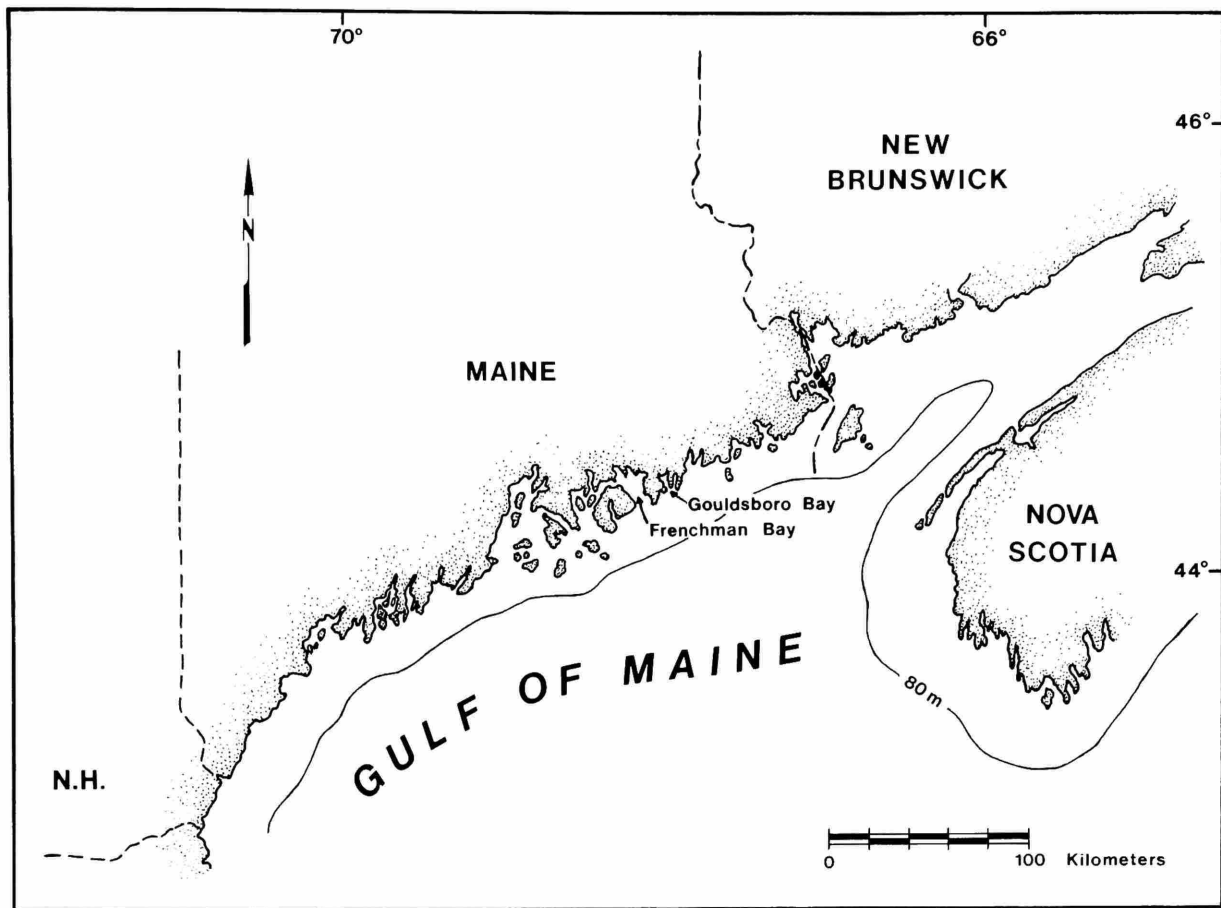 70°
66°
46°
NEW
BRUNSWICK
N
MAINE
Gouldsboro Bay
Frenchman Bay
NOVA
SCOTIA
44°
GULF OF MAINE
80m
N.H.
0 100 Kilometers